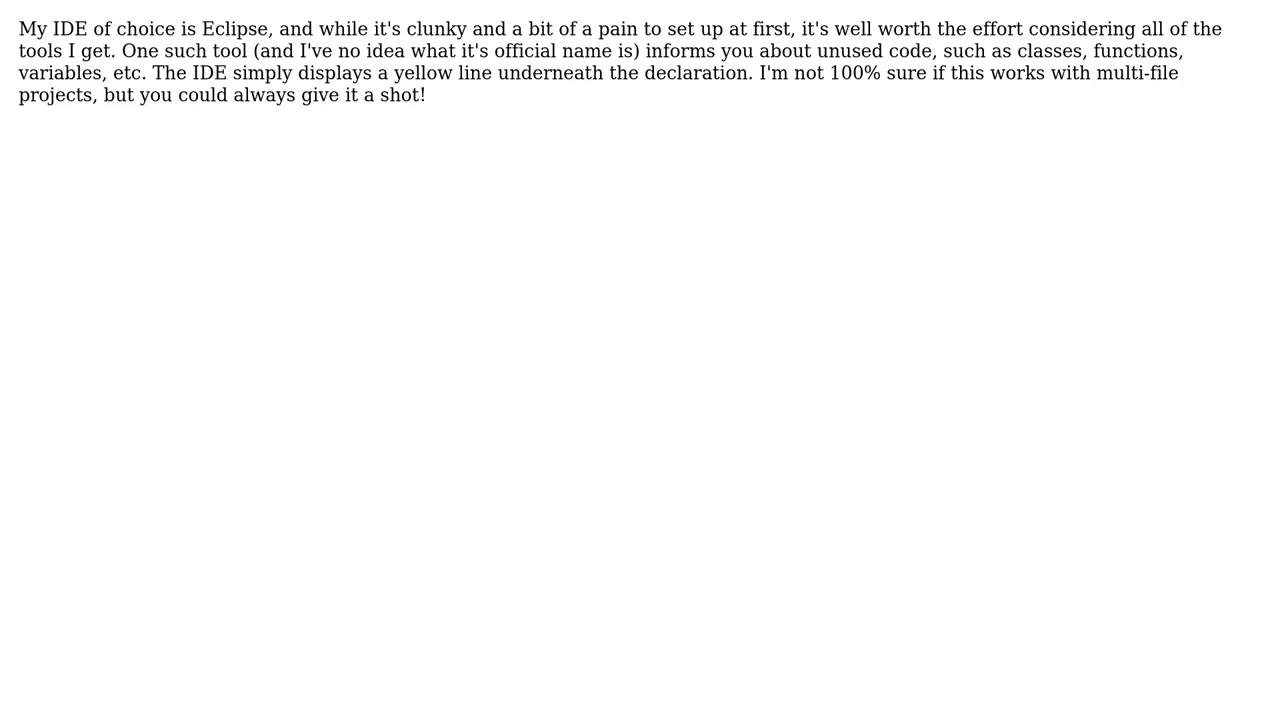 My IDE of choice is Eclipse, and while it's clunky and a bit of a pain to set up at first, it's well worth the effort considering all of the
tools I get. One such tool (and I've no idea what it's official name is) informs you about unused code, such as classes, functions,
variables, etc. The IDE simply displays a yellow line underneath the declaration. I'm not 100% sure if this works with multi-file
projects, but you could always give it a shot!